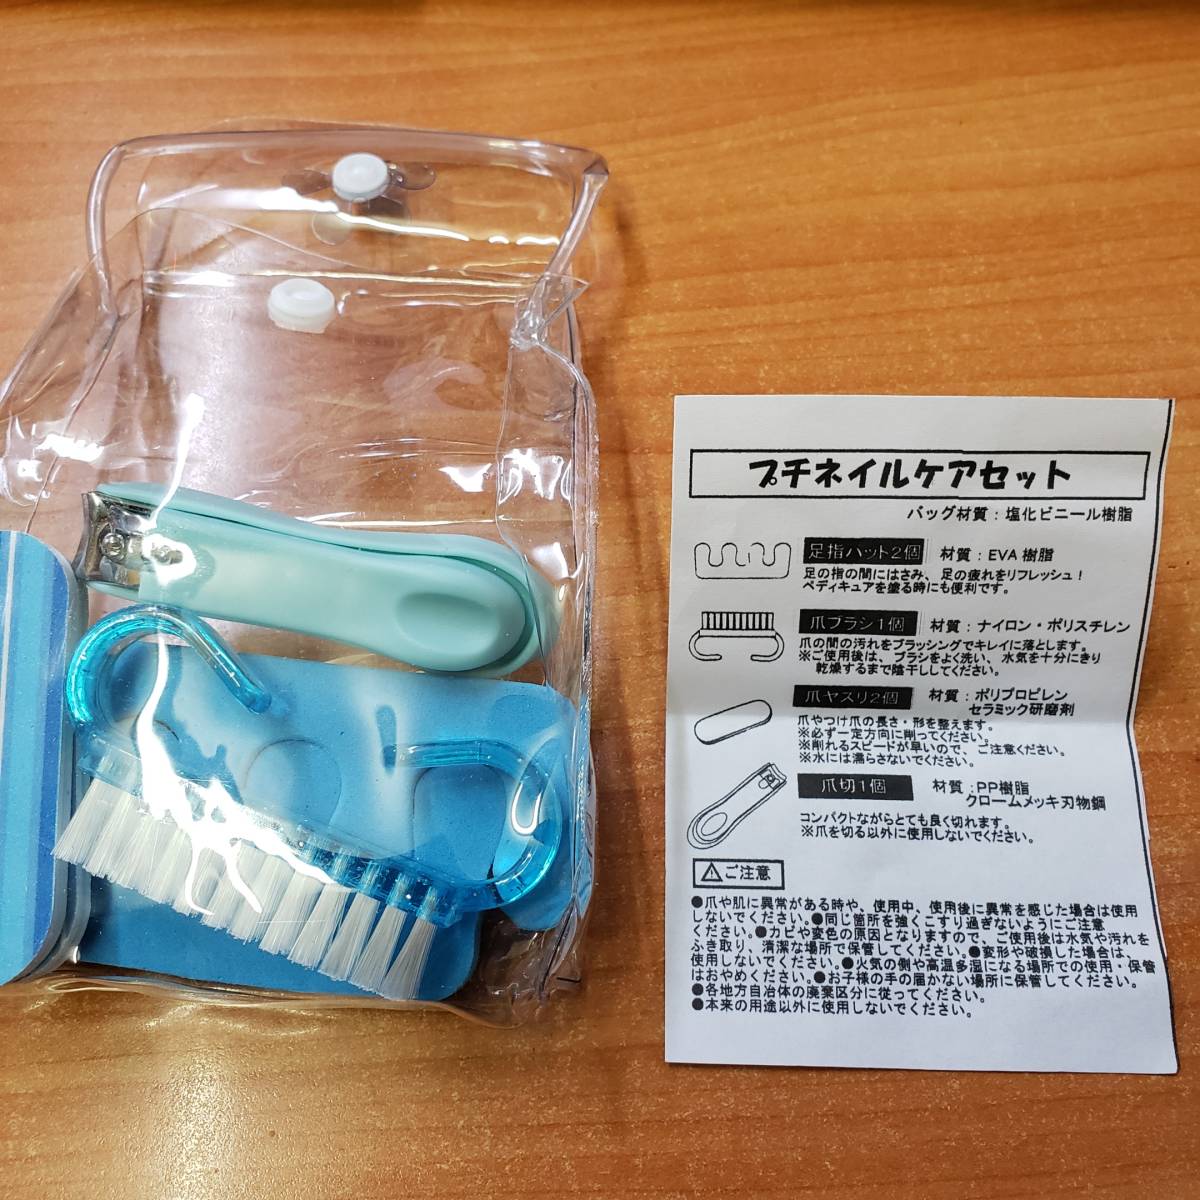 プチネイルケアセット
バッグ材質：塩化ビニール樹脂
足指パット2個 材質：EVA樹脂
足の指の間にはさみ、足の疲れをリフレッシュ！
ペディキュアを塗る時にも便利です。
爪ブラシ1個 材質：ナイロン・ポリスチレン
爪の間の汚れをブラッシングでキレイに落とします。
※ご使用後は、ブラシをよく洗い、水気を十分にきり
乾燥するまで陰干ししてください。
爪ヤスリ2個 材質：ポリプロピレン
セラミック研磨剤
爪やつけ爪の長さ・形を整えます。
※必ず一定方向に削ってください。
※削れるスピードが早いので、ご注意ください。
※水には濡らさないでください。
爪切1個 材質：PP樹脂
クロームメッキ刃物鋼
コンパクトながらとても良く切れます。
※爪を切る以外に使用しないでください。
⚠ご注意
●爪や肌に異常がある時や、使用中、使用後に異常を感じた場合は使用
しないでください。●同じ箇所を強くこすり過ぎないようにご注意
ください。●カビや変色の原因となりますので、ご使用後は水気や汚れを
ふき取り、清潔な場所で保管してください。●変形や破損した場合は、
使用しないでください。●火気の側や高温多湿になる場所での使用・保管
はおやめください。●お子様の手の届かない場所に保管してください。
●各地方自治体の廃棄区分に従ってください。
●本来の用途以外に使用しないでください。